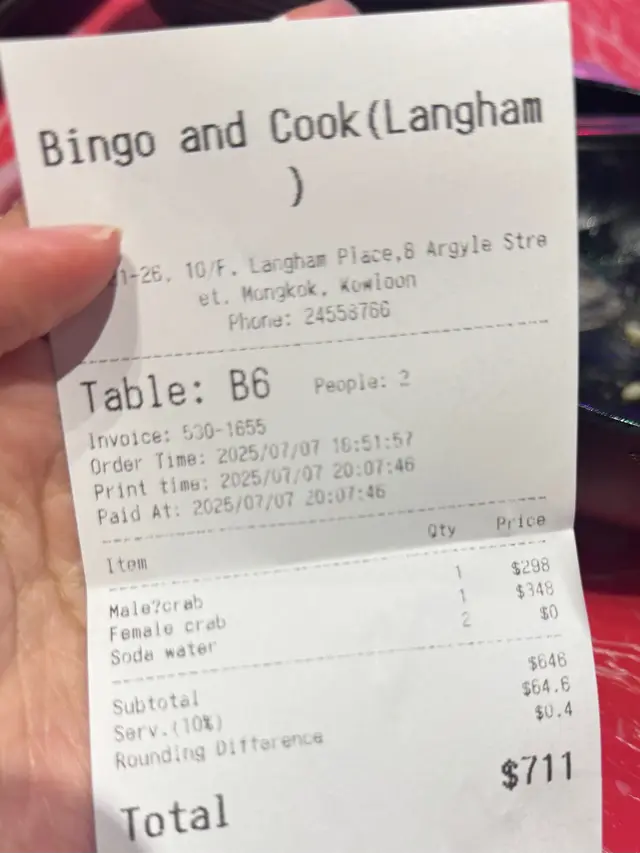 Bingo and Cook(Langham
)
1-26, 10/F, Langham Place,8 Argyle Stre
et, Mongkok, Kowloon
Phone: 24558766
Table: B6 People: 2
Invoice: 530-1655
Order Time: 2025/07/07 18:51:57
Print time: 2025/07/07 20:07:46
Paid At: 2025/07/07 20:07:46
Item Qty Price
Male?crab 1 $298
Female crab 1 $348
Soda water 2 $0
Subtotal $646
Serv.(10%) $64.6
Rounding Difference $0.4
Total $711